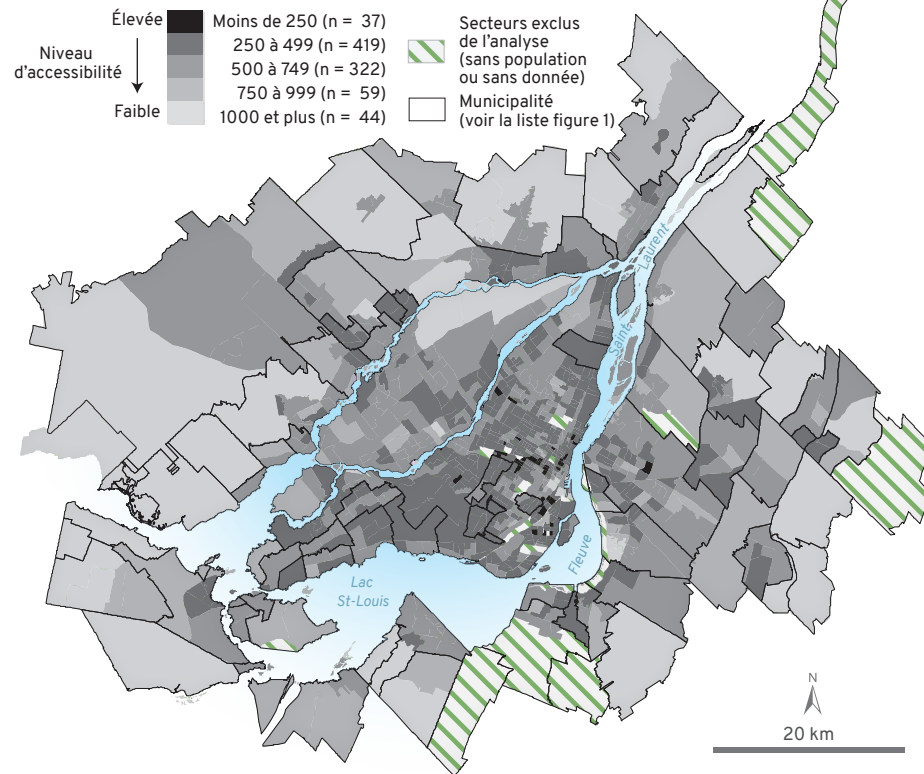 Élevée
Niveau
d'accessibilité
Faible
Moins de 250 (n = 37)
250 à 499 (n = 419)
500 à 749 (n = 322)
750 à 999 (n = 59)
1000 et plus (n = 44)
Secteurs exclus
de l'analyse
(sans population
ou sans donnée)
Municipalité
(voir la liste figure 1)
Laurent
Saint
Fleuve
Lac
St-Louis
N
20 km